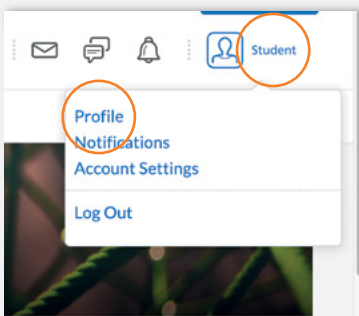 Student
Profile
Notifications
Account Settings
Log Out